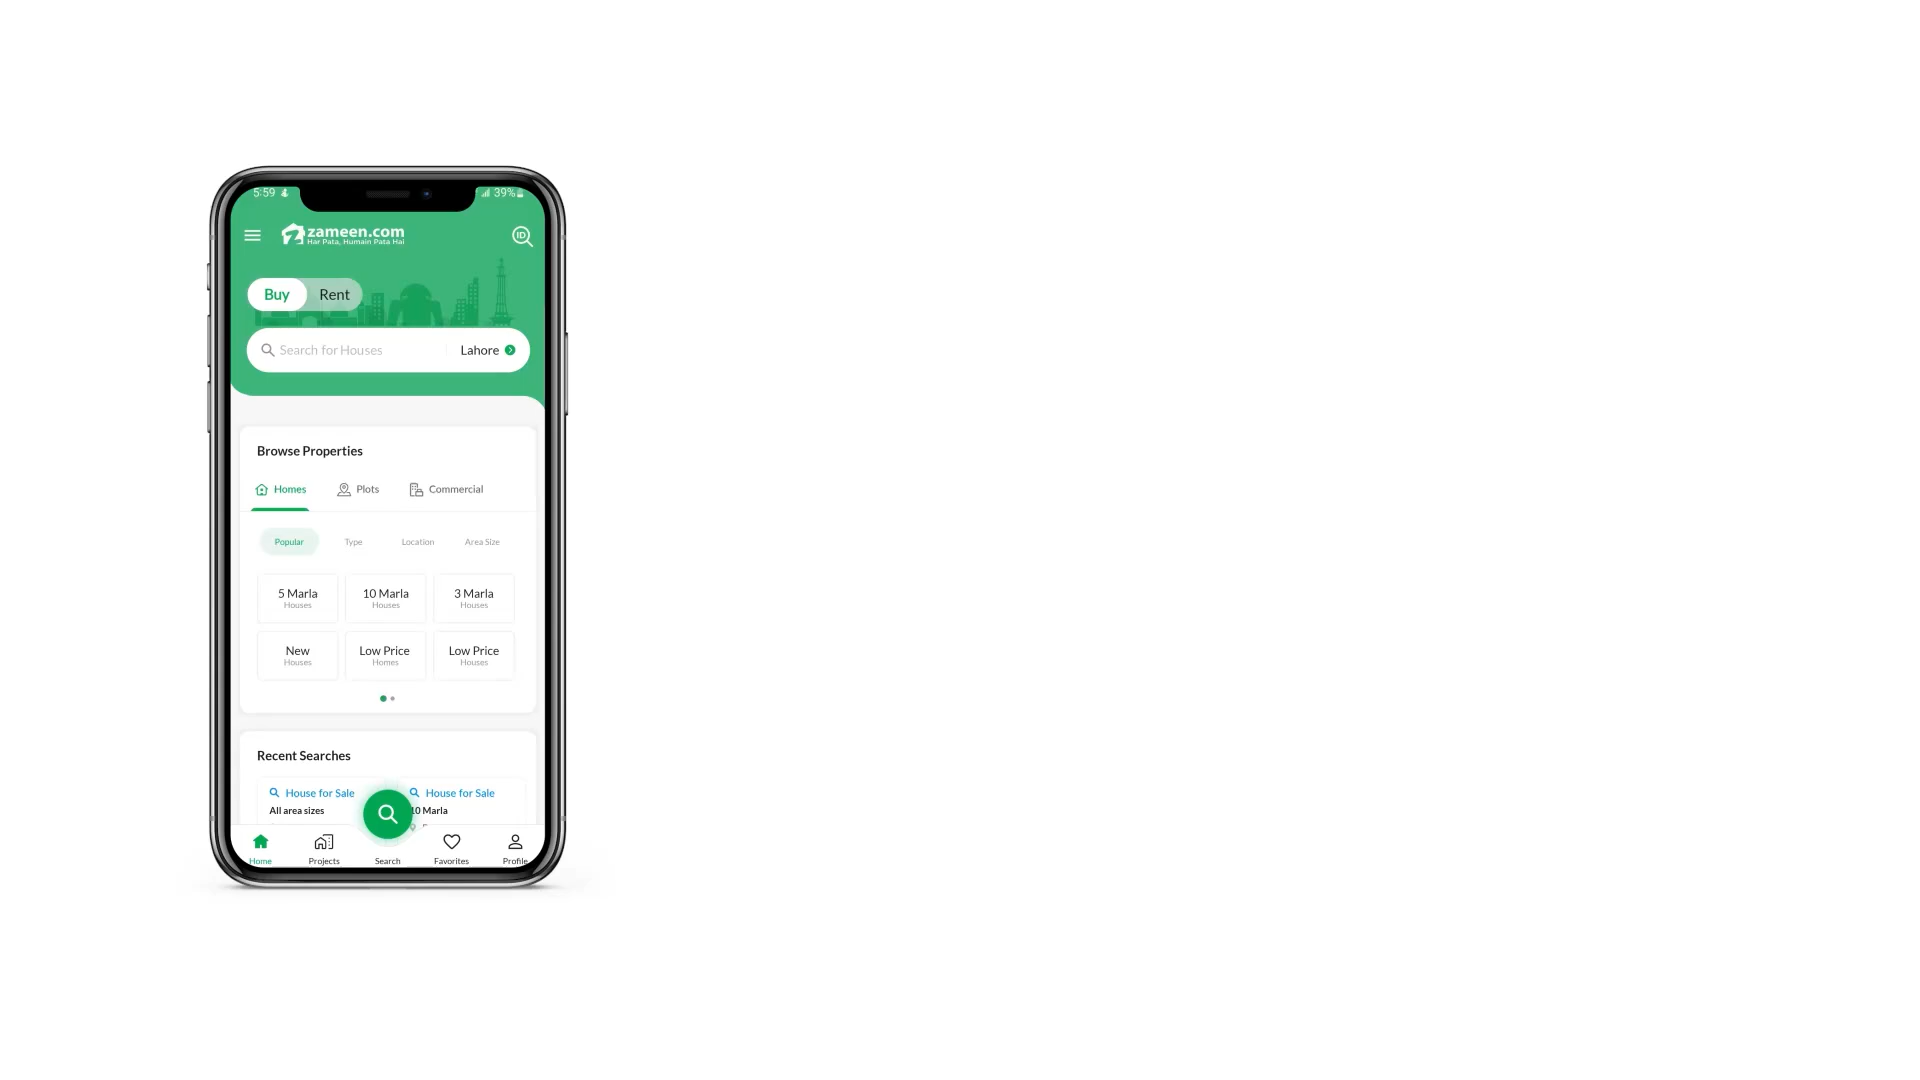 5:59
39%
zameen.com
Har Pata, Humain Pata Hai
ID
Buy Rent
Search for Houses Lahore
Browse Properties
Homes Plots Commercial
Popular Type Location Area Size
5 Marla 10 Marla 3 Marla
Houses Houses Houses
New Low Price Low Price
Houses Homes Houses
Recent Searches
House for Sale House for Sale
All area sizes 10 Marla
Home Projects Search Favorites Profile